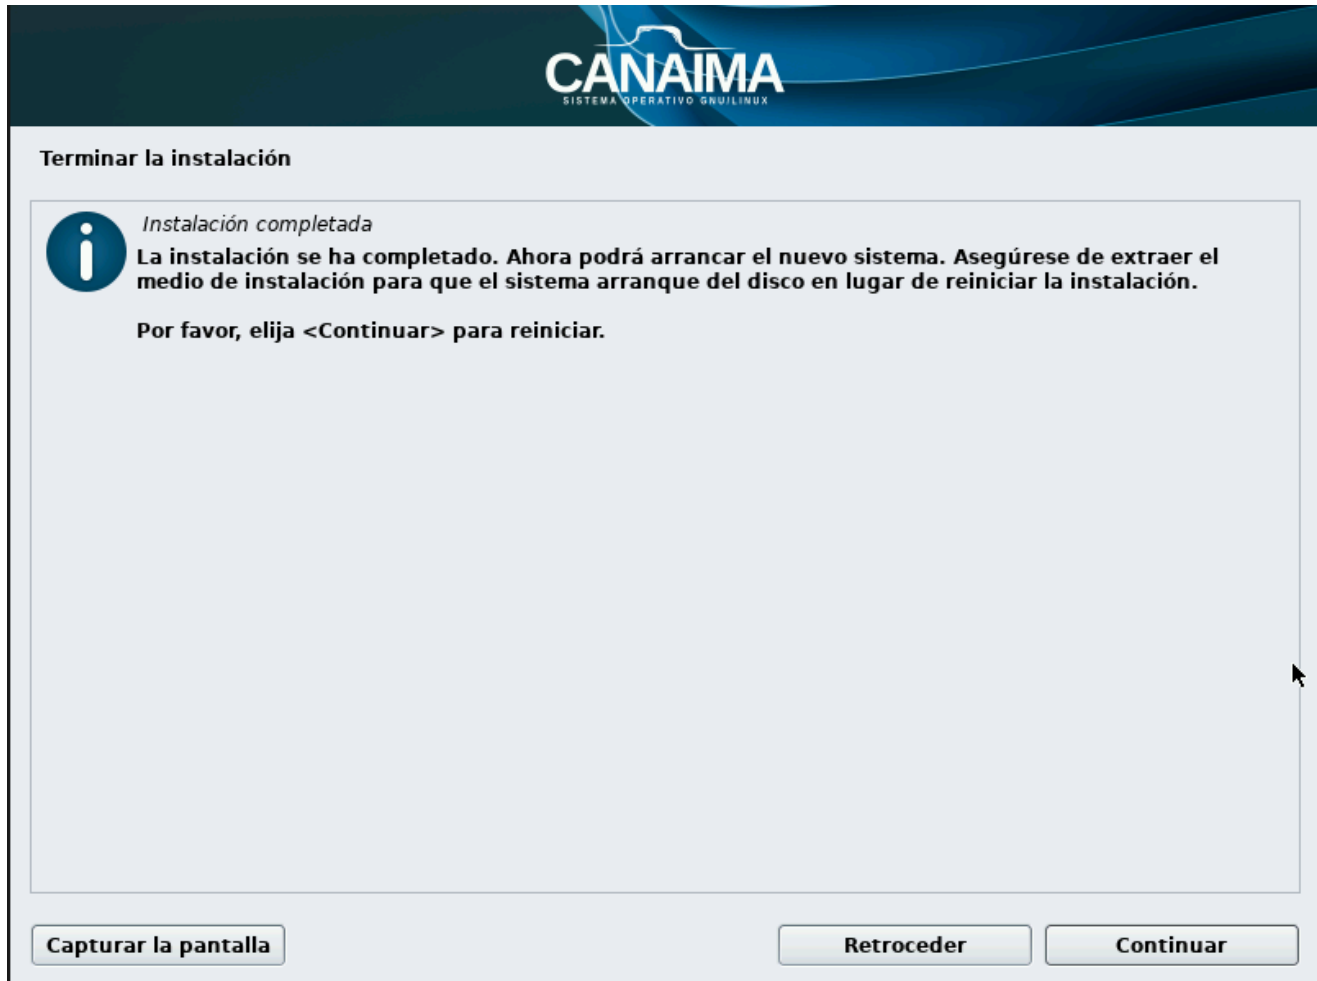 CANAIMA
SISTEMA OPERATIVO GNU/LINUX
Terminar la instalación
Instalación completada
La instalación se ha completado. Ahora podrá arrancar el nuevo sistema. Asegúrese de extraer el
medio de instalación para que el sistema arranque del disco en lugar de reiniciar la instalación.
Por favor, elija <Continuar> para reiniciar.
Capturar la pantalla
Retroceder
Continuar